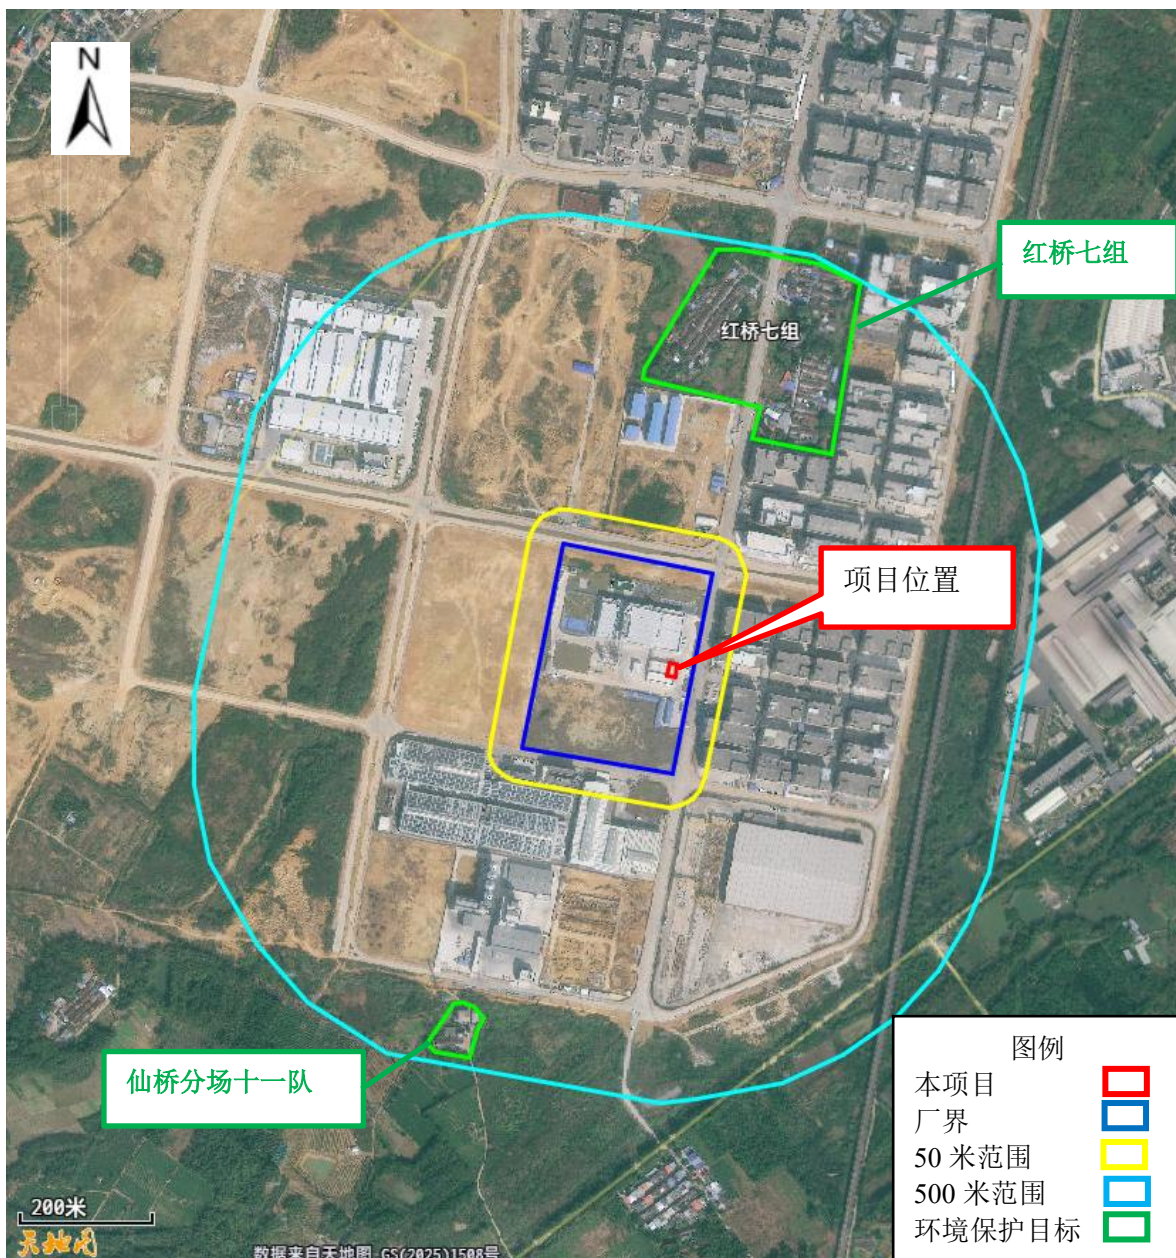 N
红桥七组
红桥七组
项目位置
仙桥分场十一队
图例
本项目
厂界
50 米范围
500 米范围
环境保护目标
200米
天地图
数据来自天地图 GS(2025)1508号